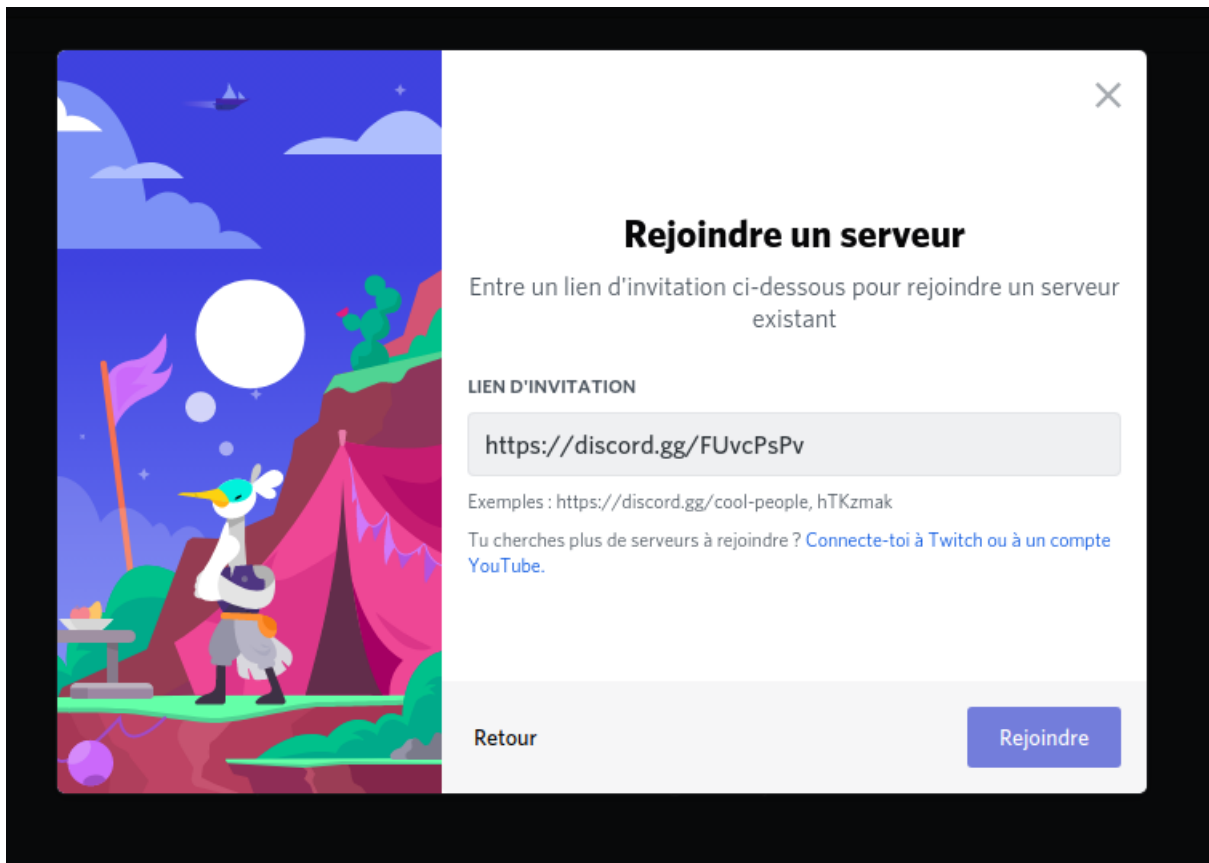 Rejoindre un serveur
Entre un lien d'invitation ci-dessous pour rejoindre un serveur
existant
LIEN D'INVITATION
https://discord.gg/FUvcPsPv
Exemples : https://discord.gg/cool-people, hTKzmak
Tu cherches plus de serveurs à rejoindre ? Connecte-toi à Twitch ou à un compte
YouTube.
Retour
Rejoindre